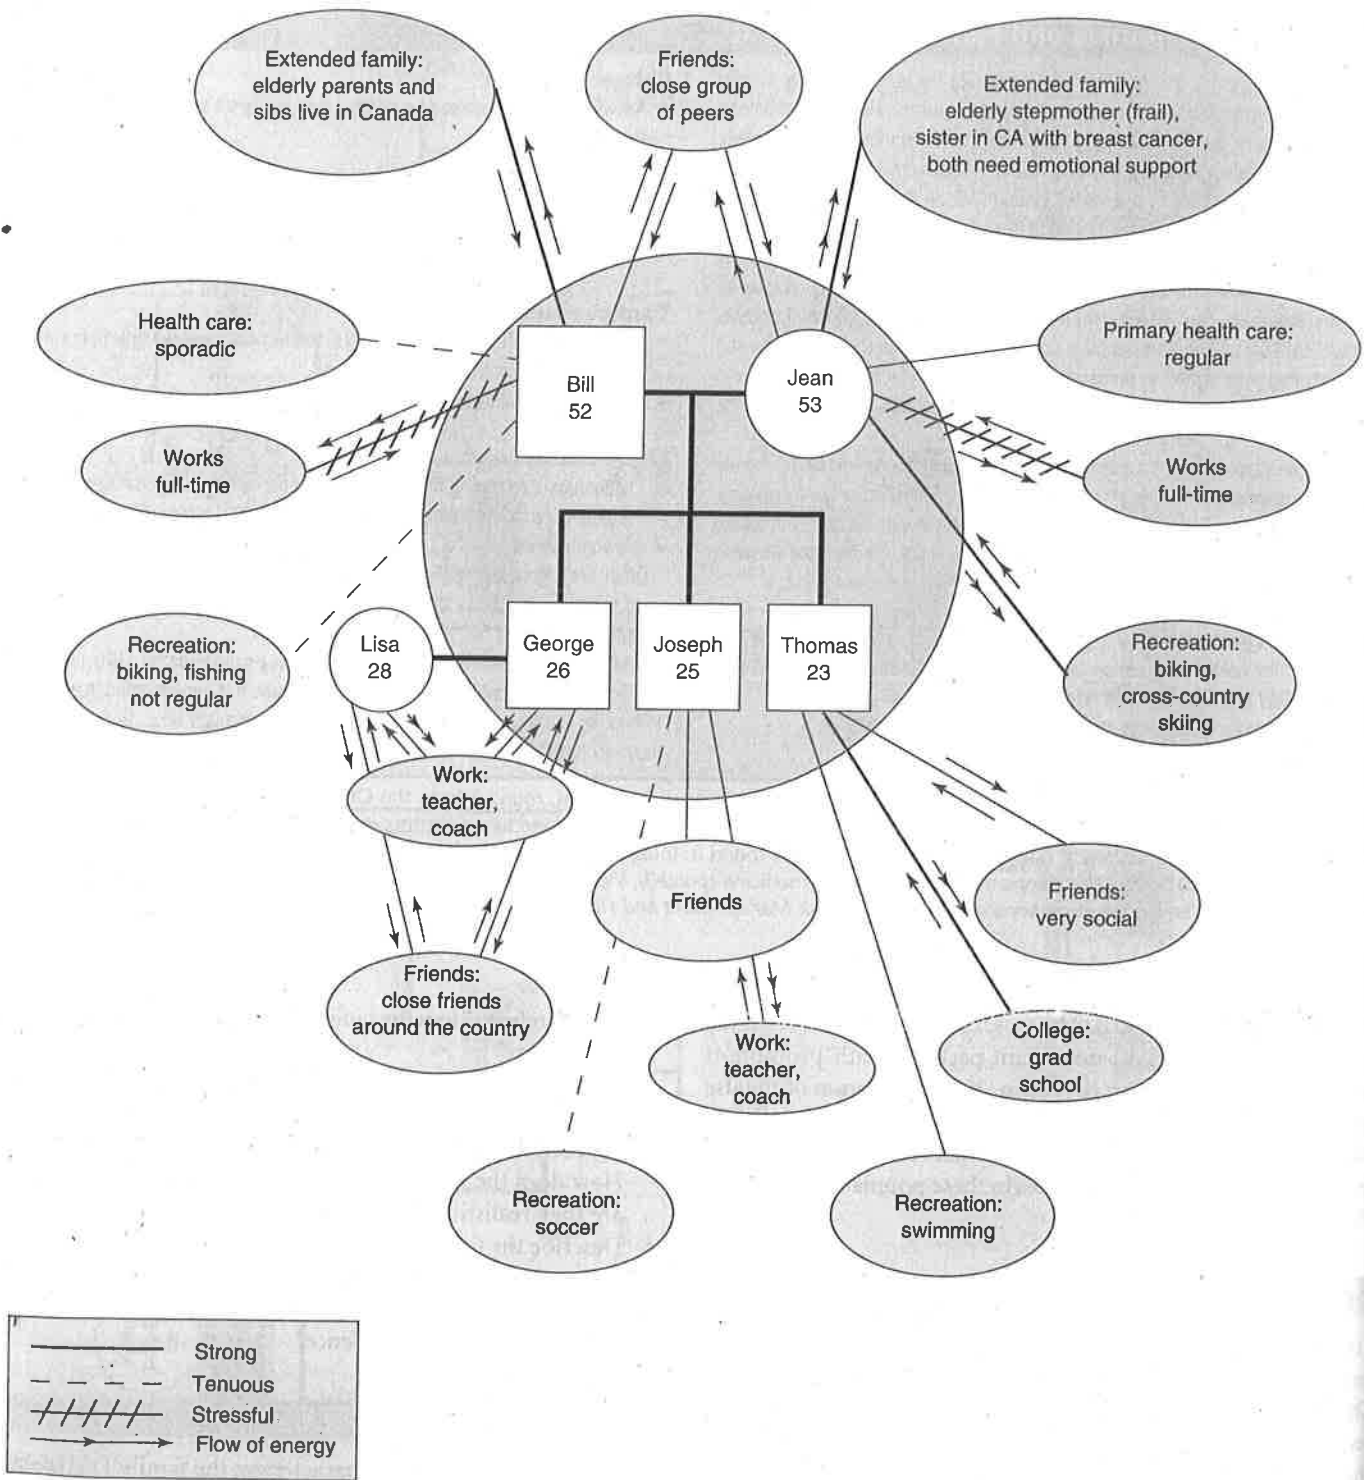 Extended family:
elderly parents and
sibs live in Canada
Friends:
close group
of peers
Extended family:
elderly stepmother (frail),
sister in CA with breast cancer,
both need emotional support
Health care:
sporadic
Bill
52
Jean
53
Primary health care:
regular
Works
full-time
Works
full-time
Recreation:
biking, fishing
not regular
Lisa
28
George
26
Joseph
25
Thomas
23
Recreation:
biking,
cross-country
skiing
Work:
teacher,
coach
Friends
Friends:
very social
Friends:
close friends
around the country
Work:
teacher,
coach
College:
grad
school
Recreation:
soccer
Recreation:
swimming
Strong
Tenuous
Stressful
Flow of energy